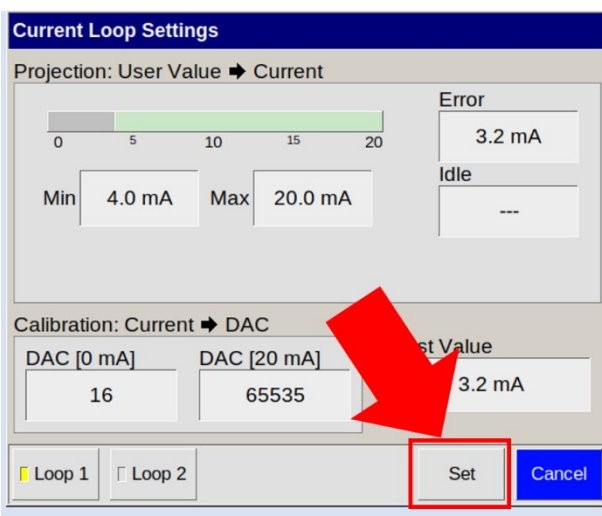 Current Loop Settings
Projection: User Value ➡ Current
0 5 10 15 20
Min 4.0 mA Max 20.0 mA
Error
3.2 mA
Idle
---
Calibration: Current ➡ DAC
DAC [0 mA] DAC [20 mA]
16 65535
Value
3.2 mA
Loop 1 Loop 2 Set Cancel